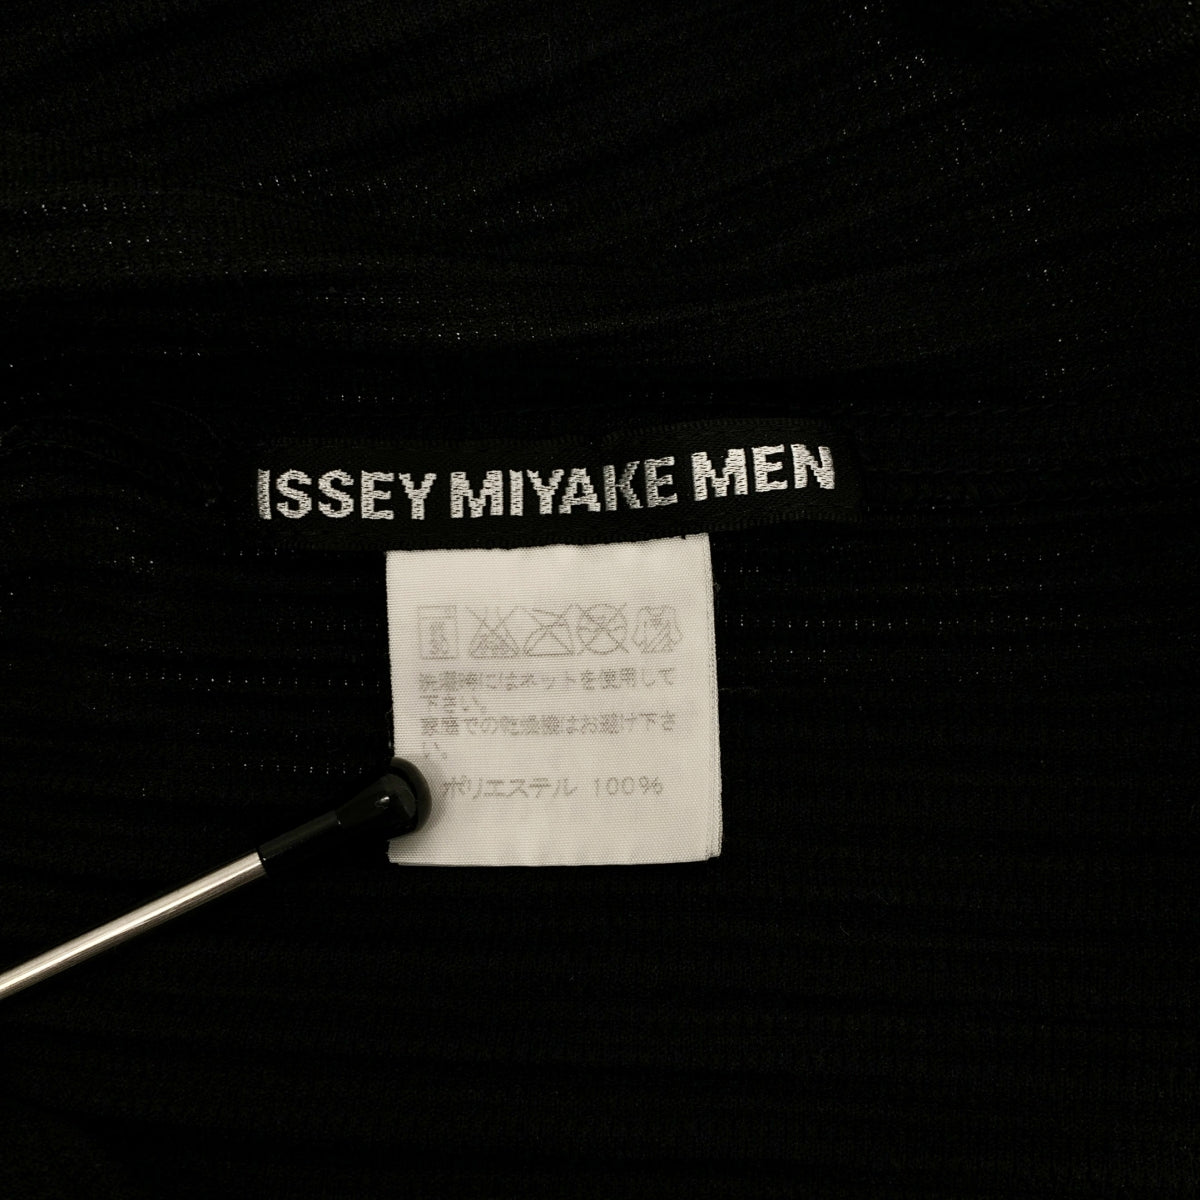 ISSEY MIYAKE MEN
洗濯時にはネットを使用して
下さい。
家庭での乾燥機はお避け下さ
い。
ポリエステル 100%